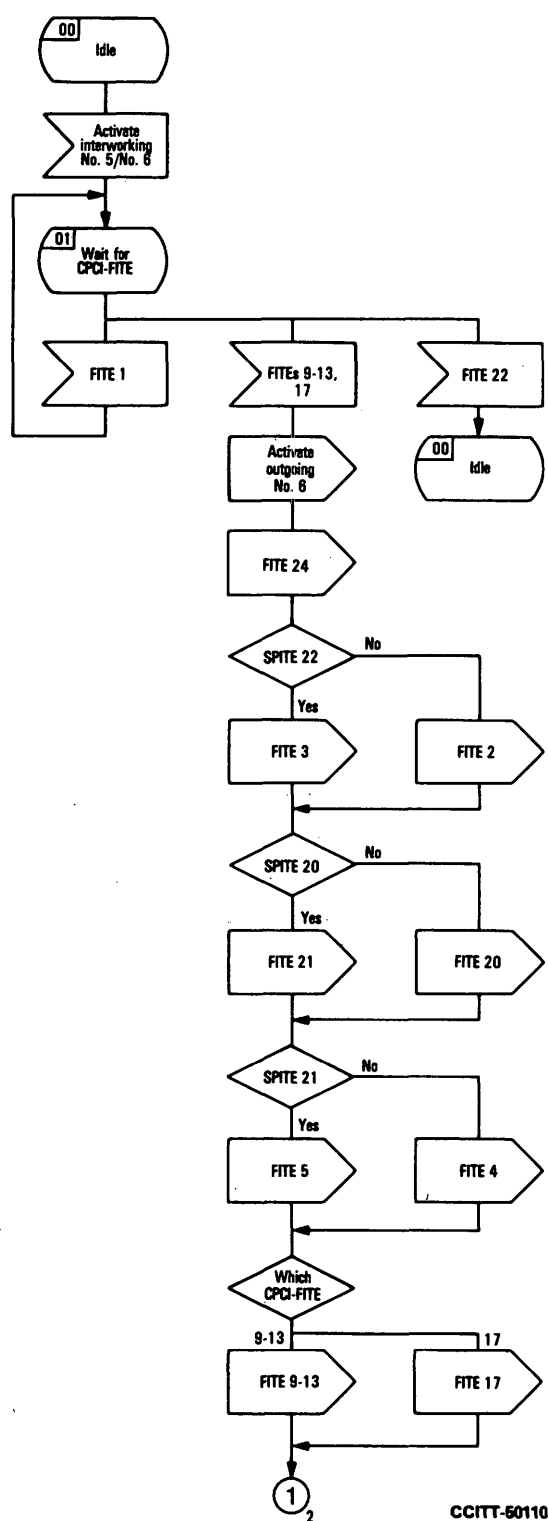 00
Idle
Activate
interworking
No. 5/No. 6
01
Wait for
CPCI-FITE
FITE 1
FITEs 9-13,
17
FITE 22
Activate
outgoing
No. 6
00
Idle
FITE 24
SPITE 22
No
Yes
FITE 3
FITE 2
SPITE 20
No
Yes
FITE 21
FITE 20
SPITE 21
No
Yes
FITE 5
FITE 4
Which
CPCI-FITE
9-13
17
FITE 9-13
FITE 17
1
2
CCITT-50110